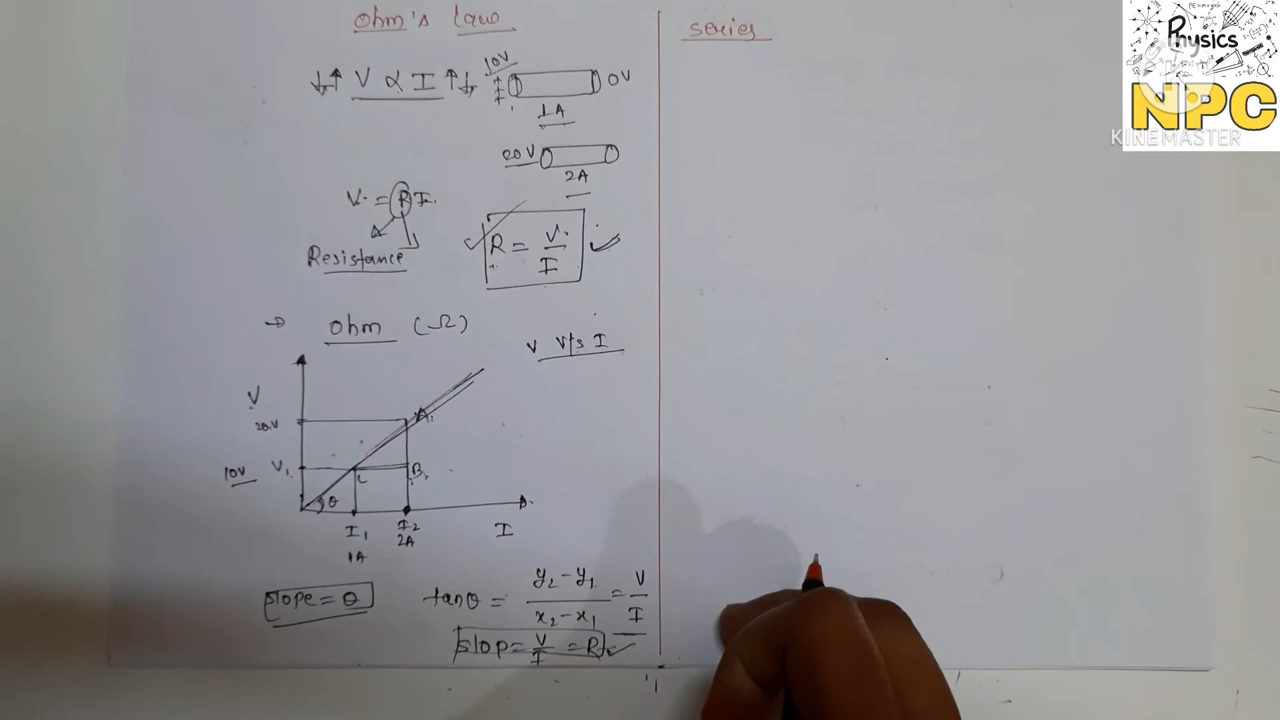 Ohm's law
V ∝ I
10V
0V
1A
20V
2A
V = R I
Resistance
R = V/I
→ Ohm (Ω)
V V/s I
V
20V
A
10V V1
C B
θ
I1 I2 I
1A 2A
slope = θ
tanθ = y2-y1/x2-x1 = V/I
slop = V/I = R
series
Physics
NPC
KINEMASTER